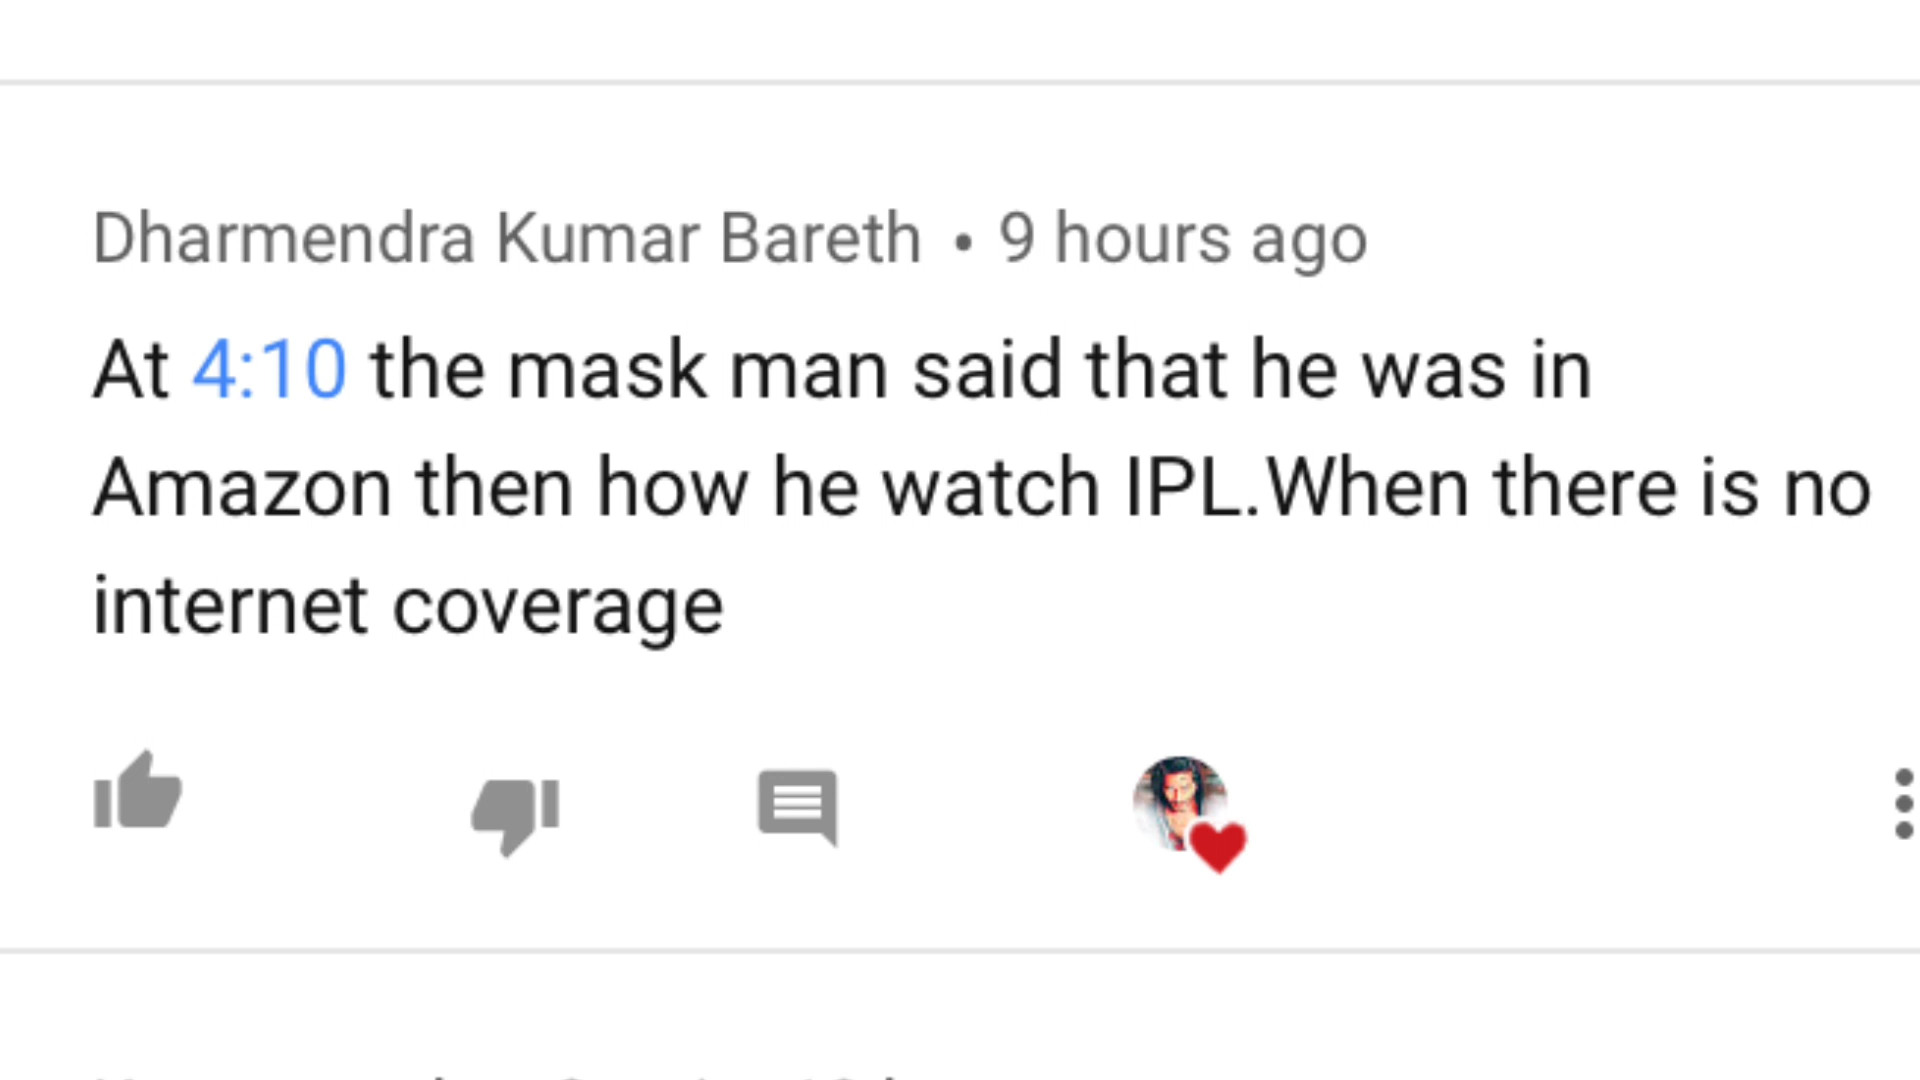 Dharmendra Kumar Bareth • 9 hours ago
At 4:10 the mask man said that he was in
Amazon then how he watch IPL.When there is no
internet coverage